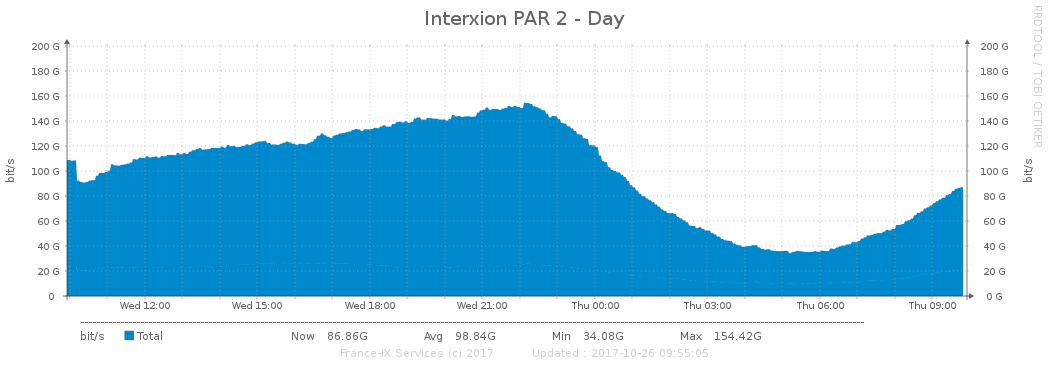 Interxion PAR 2 - Day
RRDTOOL / TOBI OETIKER
200 G 200 G
180 G 180 G
160 G 160 G
140 G 140 G
120 G 120 G
100 G 100 G
80 G 80 G
60 G 60 G
40 G 40 G
20 G 20 G
0 0 G
bit/s bit/s
Wed 12:00 Wed 15:00 Wed 18:00 Wed 21:00 Thu 00:00 Thu 03:00 Thu 06:00 Thu 09:00
bit/s Total Now 86.86G Avg 98.84G Min 34.08G Max 154.42G
France-IX Services (c) 2017 Updated : 2017-10-26 09:55:05